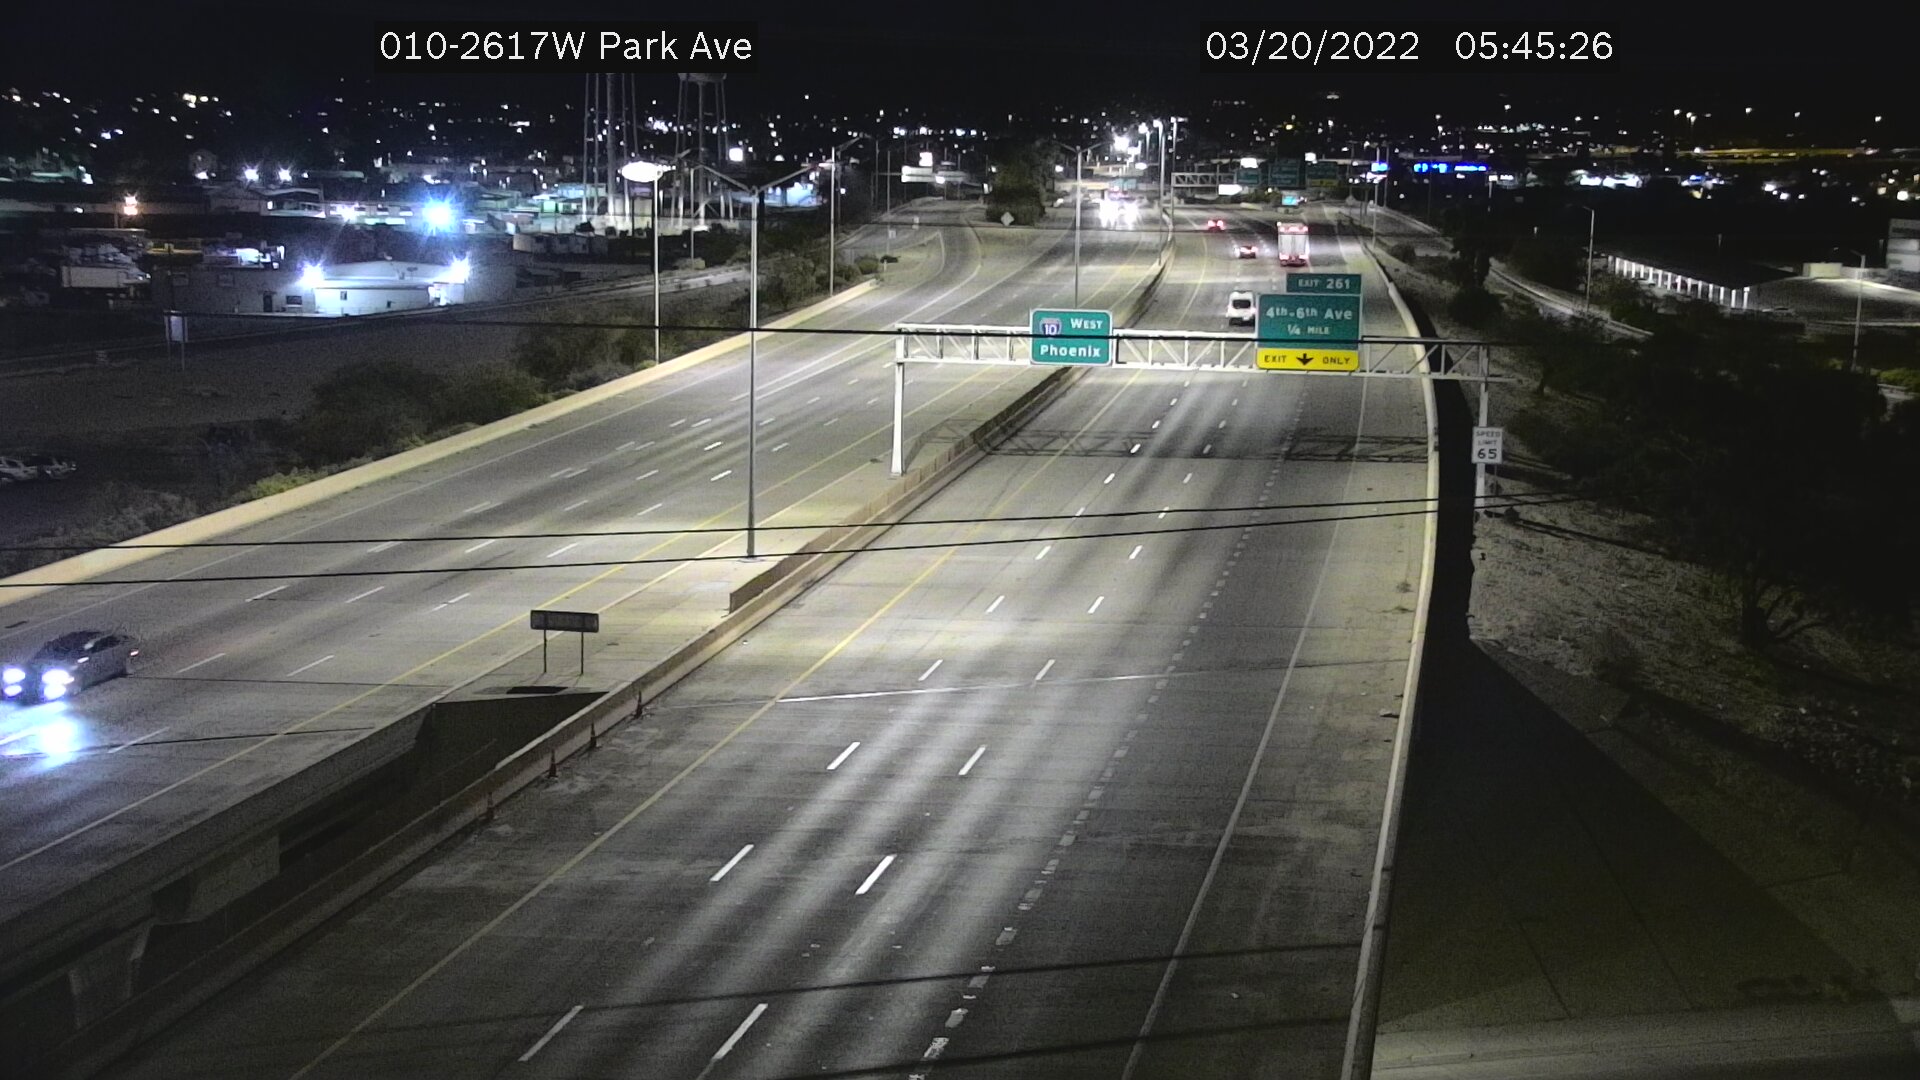 010-2617W Park Ave
03/20/2022 05:45:26
EXIT 261
4th-6th Ave
1/4 MILE
EXIT ONLY
10 WEST
Phoenix
SPEED
LIMIT
65